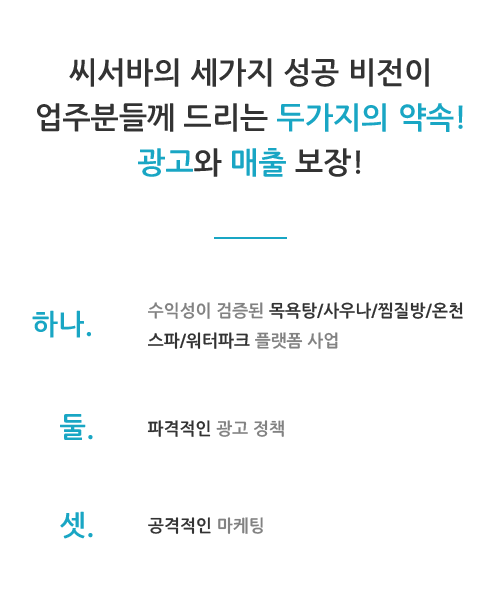 씨서바의 세가지 성공 비전이
업주분들께 드리는 두가지의 약속!
광고와 매출 보장!
하나.
수익성이 검증된 목욕탕/사우나/찜질방/온천
스파/워터파크 플랫폼 사업
둘.
파격적인 광고 정책
셋.
공격적인 마케팅